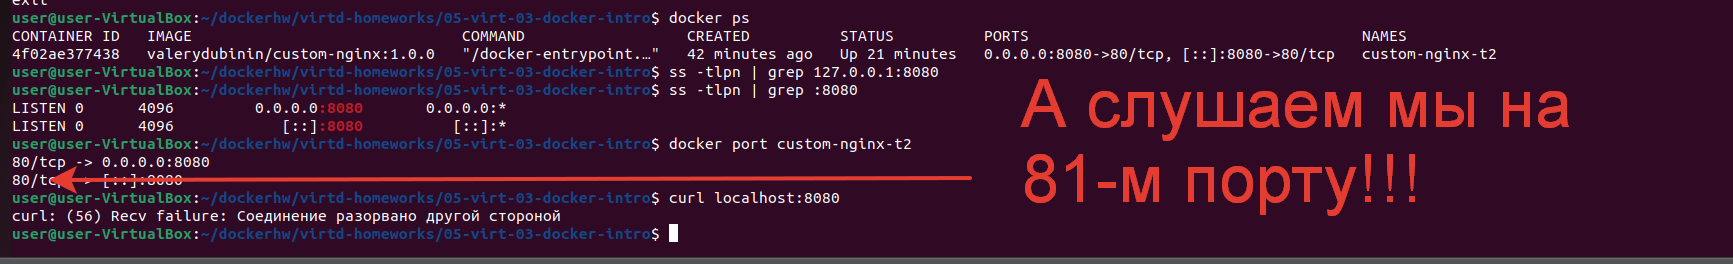 exit
user@user-VirtualBox:~/dockerhw/virtd-homeworks/05-virt-03-docker-intro$ docker ps
CONTAINER ID   IMAGE                              COMMAND                  CREATED          STATUS          PORTS                                     NAMES
4f02ae377438   valerydubinin/custom-nginx:1.0.0   "/docker-entrypoint.…"   42 minutes ago   Up 21 minutes   0.0.0.0:8080->80/tcp, [::]:8080->80/tcp   custom-nginx-t2
user@user-VirtualBox:~/dockerhw/virtd-homeworks/05-virt-03-docker-intro$ ss -tlpn | grep 127.0.0.1:8080
user@user-VirtualBox:~/dockerhw/virtd-homeworks/05-virt-03-docker-intro$ ss -tlpn | grep :8080
LISTEN 0      4096         0.0.0.0:8080       0.0.0.0:*
LISTEN 0      4096            [::]:8080          [::]:*
user@user-VirtualBox:~/dockerhw/virtd-homeworks/05-virt-03-docker-intro$ docker port custom-nginx-t2
80/tcp -> 0.0.0.0:8080
80/tcp -> [::]:8080
user@user-VirtualBox:~/dockerhw/virtd-homeworks/05-virt-03-docker-intro$ curl localhost:8080
curl: (56) Recv failure: Соединение разорвано другой стороной
user@user-VirtualBox:~/dockerhw/virtd-homeworks/05-virt-03-docker-intro$
А слушаем мы на
81-м порту!!!